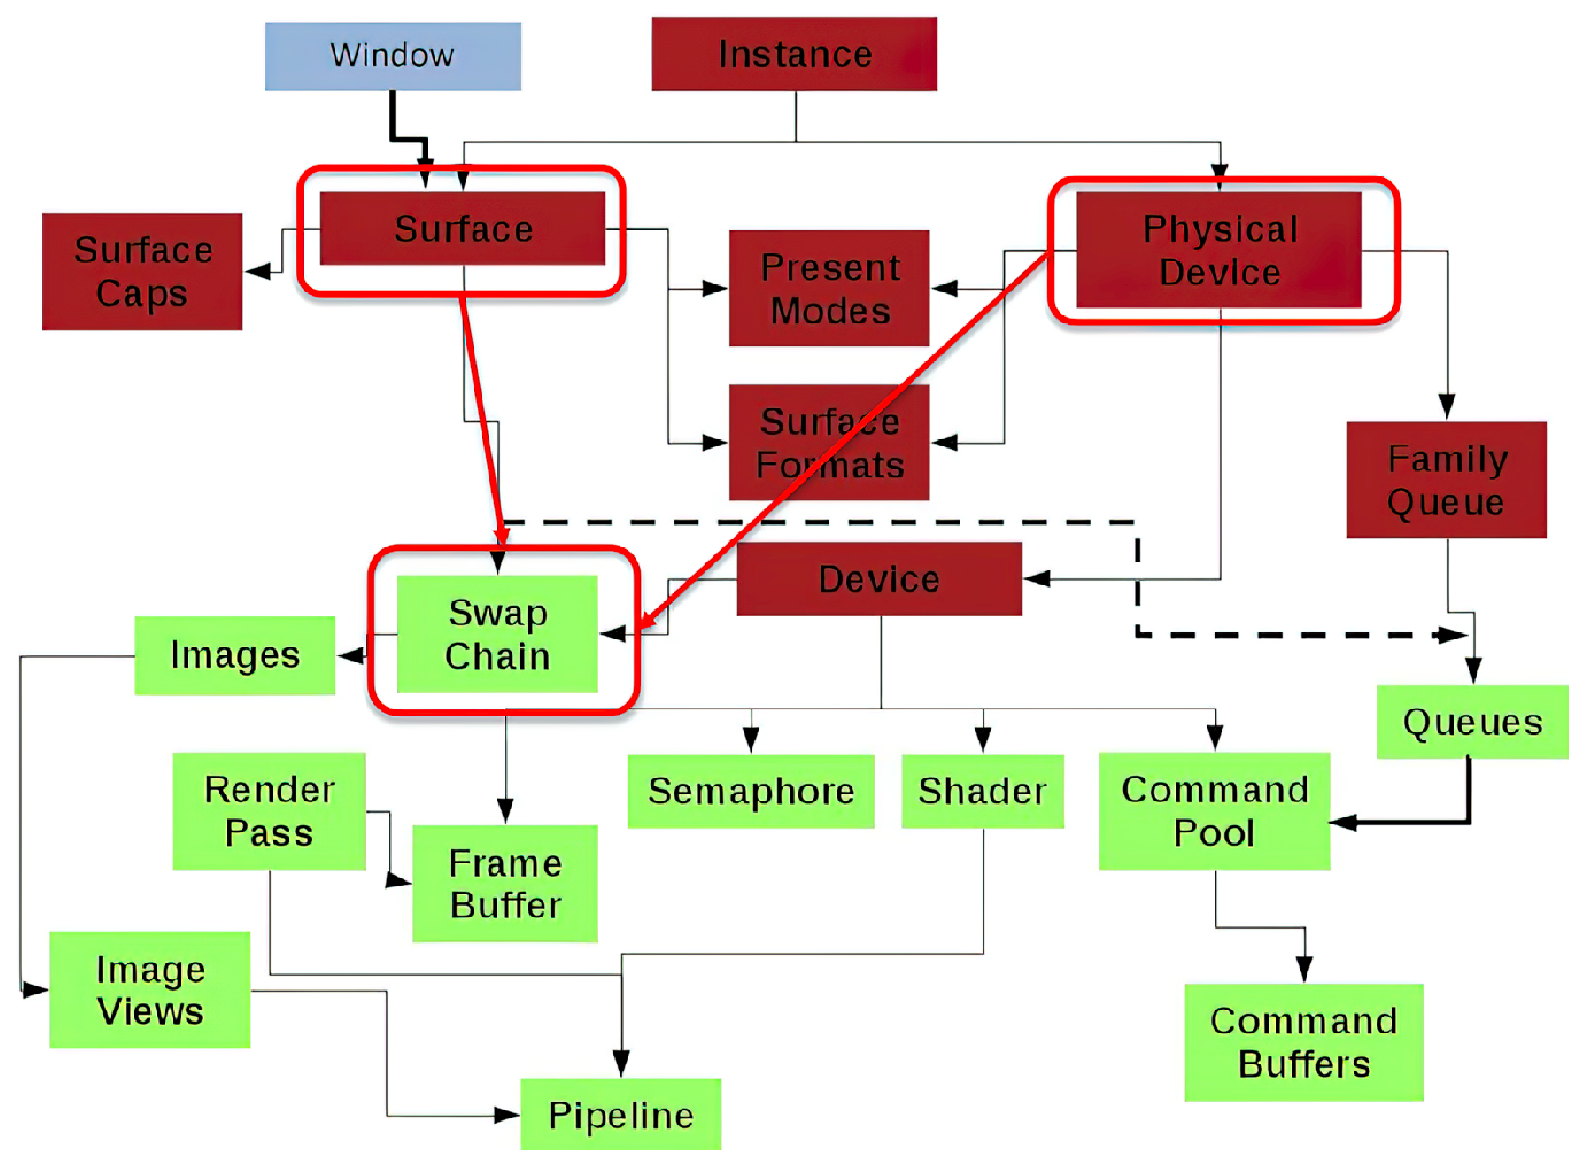 Window
Instance
Surface
Physical
Device
Surface
Caps
Present
Modes
Surface
Formats
Family
Queue
Device
Swap
Chain
Images
Queues
Render
Pass
Semaphore
Shader
Command
Pool
Frame
Buffer
Image
Views
Command
Buffers
Pipeline